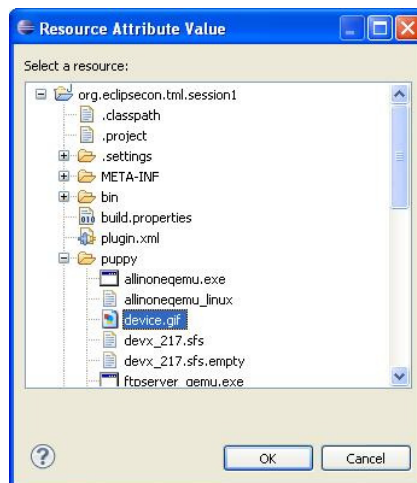 Resource Attribute Value
Select a resource:
org.eclipsecon.tml.session1
.classpath
.project
.settings
META-INF
bin
build.properties
plugin.xml
puppy
allinoneqemu.exe
allinoneqemu_linux
device.gif
devx_217.sfs
devx_217.sfs.empty
ftpserver_qemu.exe
OK Cancel